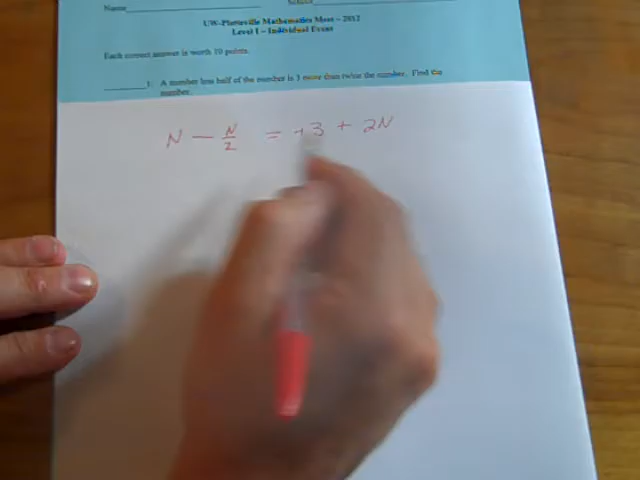 Name
School
UW-Platteville Mathematics Meet – 2012
Level I – Individual Event
Each correct answer is worth 10 points.
1. A number less half of the number is 3 more than twice the number. Find the
number.
N − N/2 = +3 + 2N